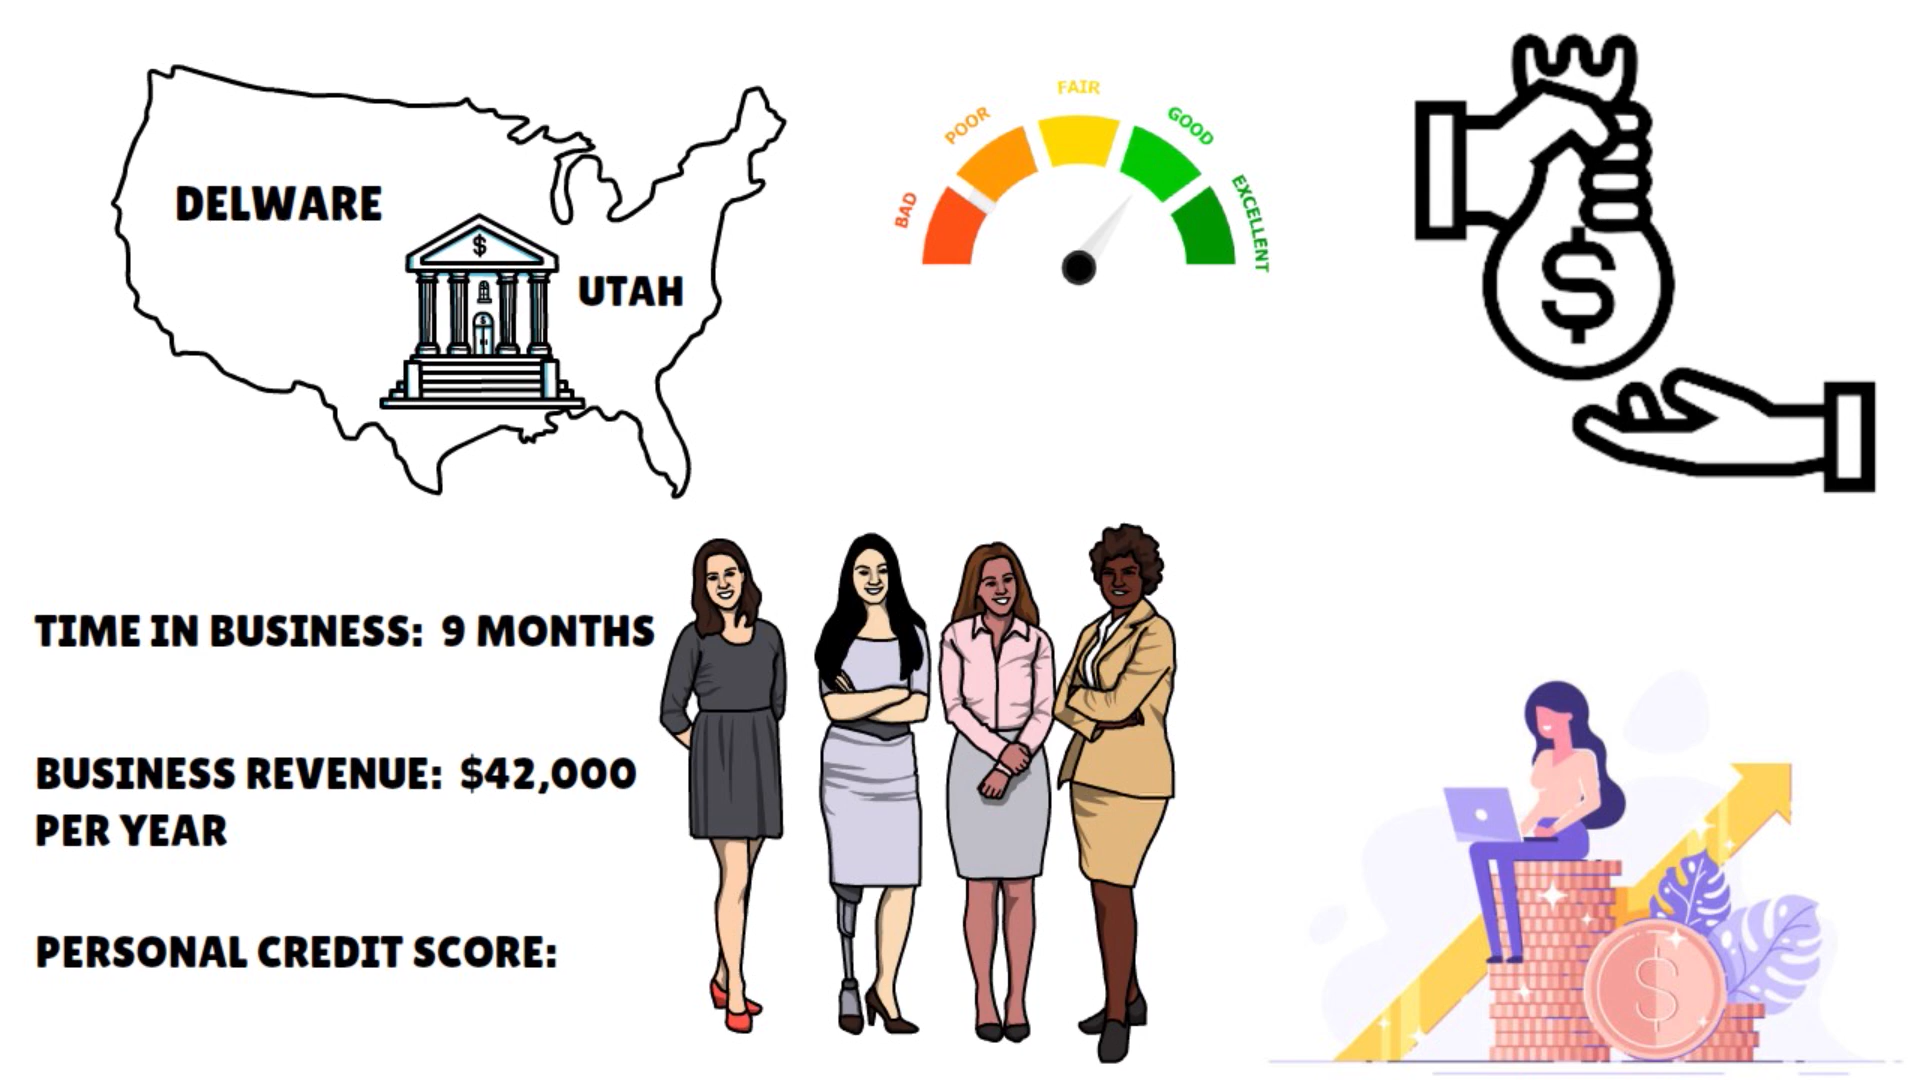 DELWARE
$
UTAH
BAD
POOR
FAIR
GOOD
EXCELLENT
$
TIME IN BUSINESS: 9 MONTHS
BUSINESS REVENUE: $42,000
PER YEAR
PERSONAL CREDIT SCORE:
$